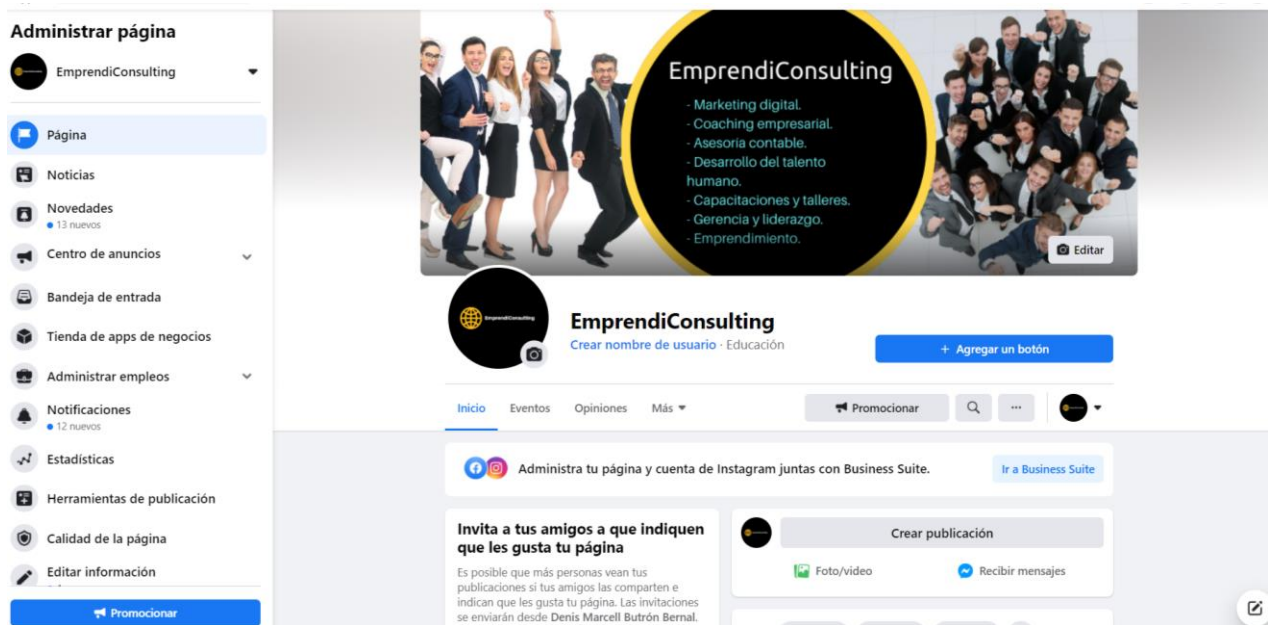 Administrar página
EmprendiConsulting
Página
Noticias
Novedades
13 nuevos
Centro de anuncios
Bandeja de entrada
Tienda de apps de negocios
Administrar empleos
Notificaciones
12 nuevos
Estadísticas
Herramientas de publicación
Calidad de la página
Editar información
Promocionar
EmprendiConsulting
- Marketing digital.
- Coaching empresarial.
- Asesoria contable.
- Desarrollo del talento
humano.
- Capacitaciones y talleres.
- Gerencia y liderazgo.
- Emprendimiento.
Editar
EmprendiConsulting
EmprendiConsulting
Crear nombre de usuario · Educación
+ Agregar un botón
Inicio Eventos Opiniones Más
Promocionar
Administra tu página y cuenta de Instagram juntas con Business Suite.
Ir a Business Suite
Invita a tus amigos a que indiquen
que les gusta tu página
Es posible que más personas vean tus
publicaciones si tus amigos las comparten e
indican que les gusta tu página. Las invitaciones
se enviarán desde Denis Marcell Butrón Bernal.
Crear publicación
Foto/video
Recibir mensajes